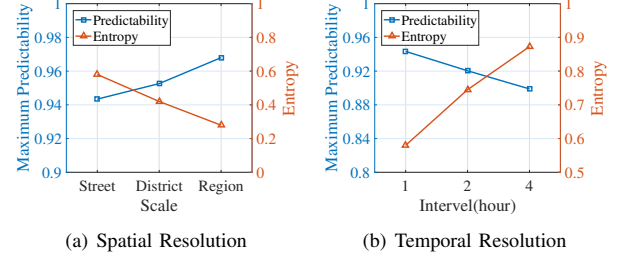 1
0.98
0.96
0.94
0.92
0.9
Maximum Predictability
Predictability
Entropy
1
0.8
0.6
0.4
0.2
0
Entropy
Street District Region
Scale
(a) Spatial Resolution
1
0.96
0.92
0.88
0.84
0.8
Maximum Predictability
Predictability
Entropy
1
0.9
0.8
0.7
0.6
0.5
Entropy
1 2 4
Intervel(hour)
(b) Temporal Resolution